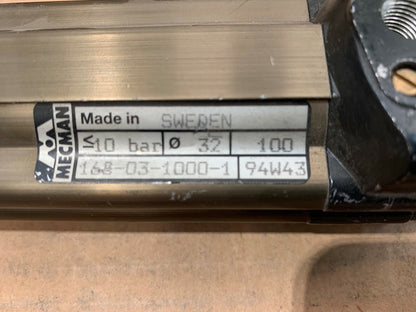 MECMAN
Made in SWEDEN
≤10 bar ø 32 100
168-03-1000-1 94W43